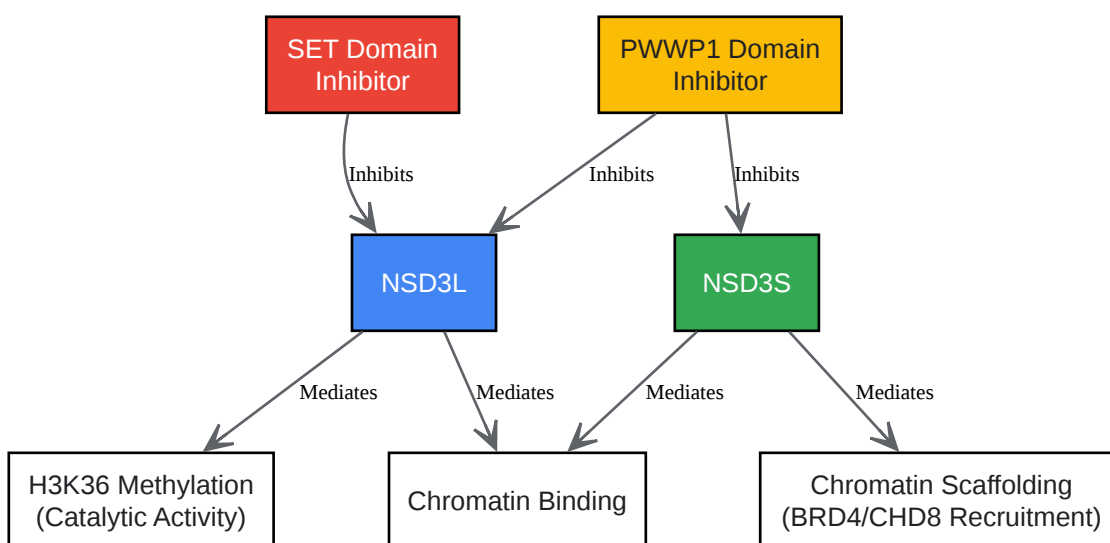 SET Domain
Inhibitor
PWWP1 Domain
Inhibitor
Inhibits
Inhibits
Inhibits
NSD3L
NSD3S
Mediates
Mediates
Mediates
Mediates
H3K36 Methylation
(Catalytic Activity)
Chromatin Binding
Chromatin Scaffolding
(BRD4/CHD8 Recruitment)